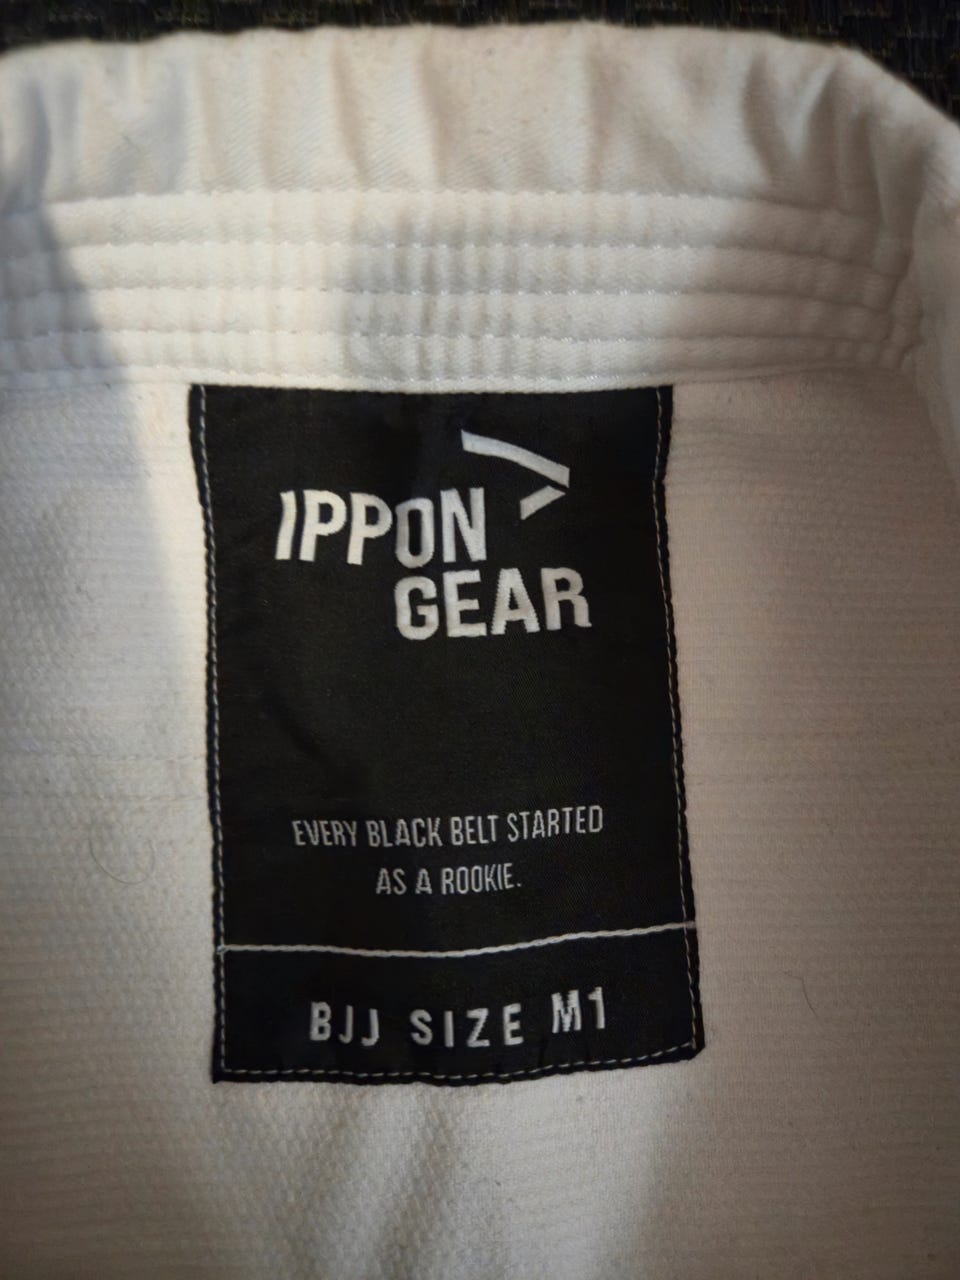 IPPON
GEAR
EVERY BLACK BELT STARTED
AS A ROOKIE.
BJJ SIZE M1